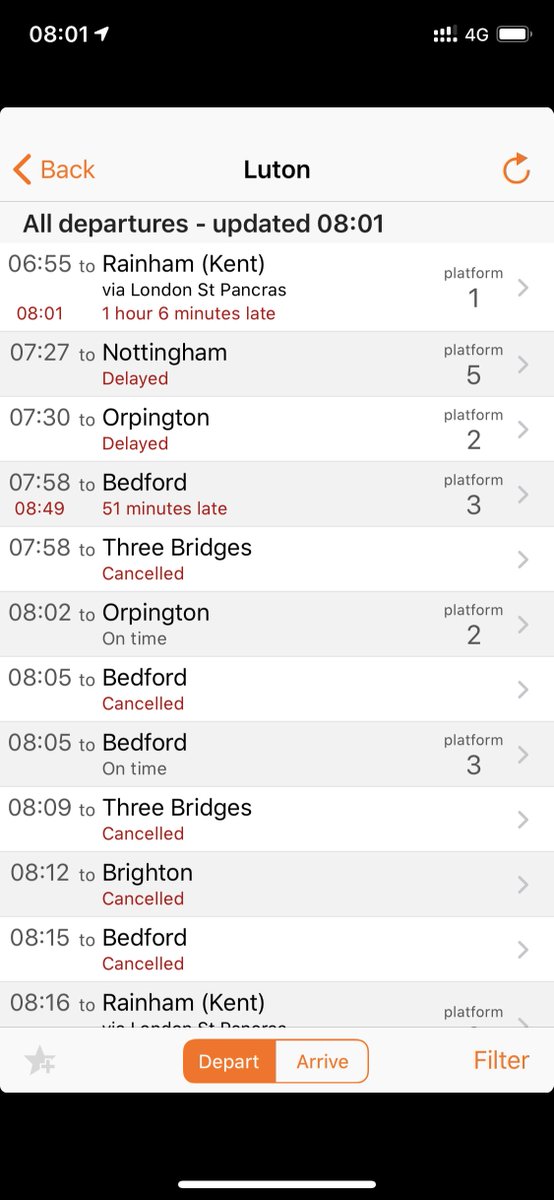 08:01 4G
Back Luton
All departures - updated 08:01
06:55 to Rainham (Kent) platform
via London St Pancras 1
08:01 1 hour 6 minutes late
07:27 to Nottingham platform
Delayed 5
07:30 to Orpington platform
Delayed 2
07:58 to Bedford platform
08:49 51 minutes late 3
07:58 to Three Bridges
Cancelled
08:02 to Orpington platform
On time 2
08:05 to Bedford
Cancelled
08:05 to Bedford platform
On time 3
08:09 to Three Bridges
Cancelled
08:12 to Brighton
Cancelled
08:15 to Bedford
Cancelled
08:16 to Rainham (Kent) platform
via London St Pancras
Depart Arrive Filter